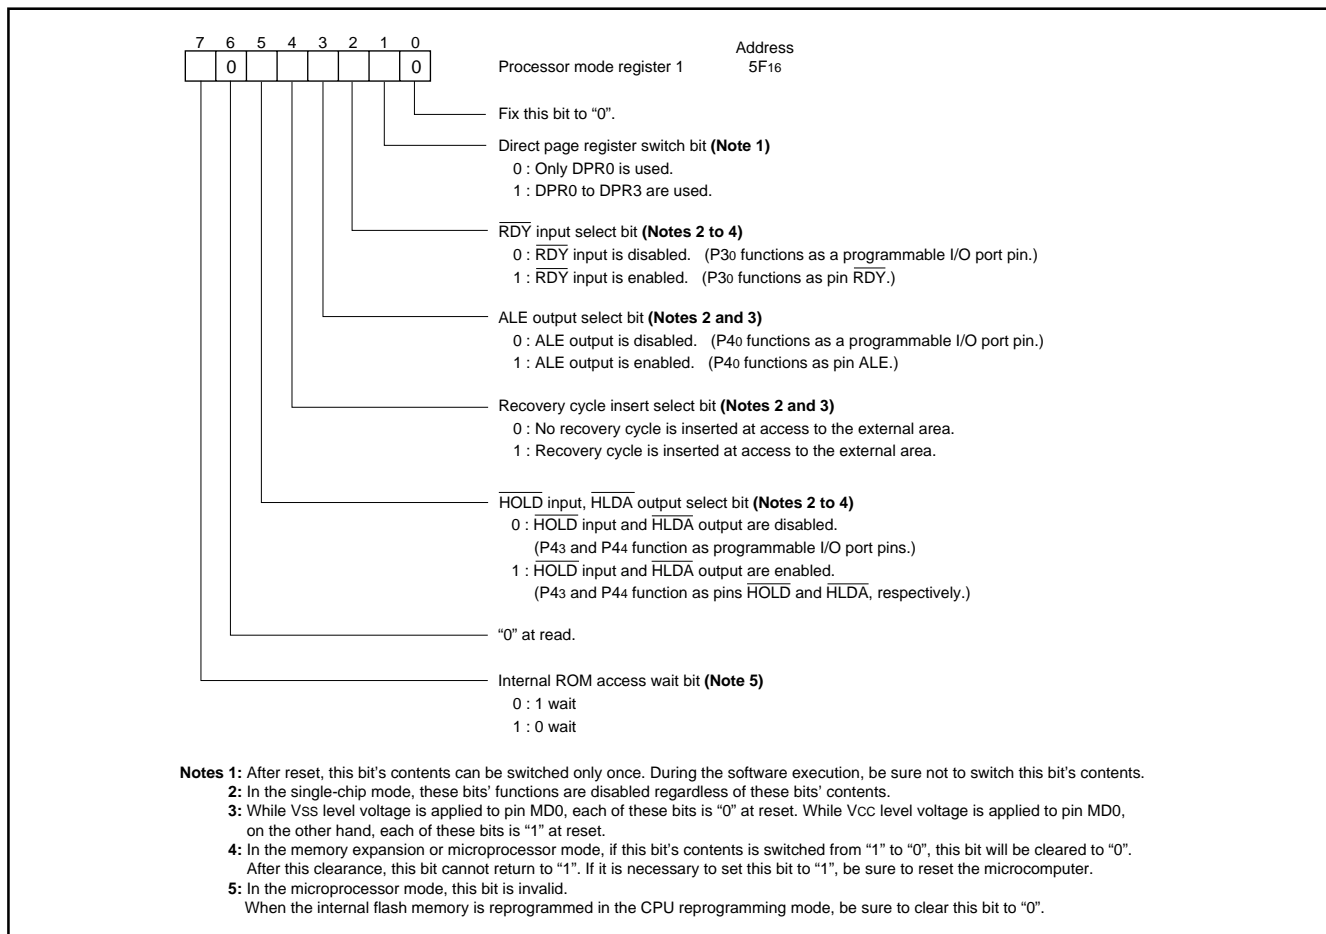 7 6 5 4 3 2 1 0
Address
0 0 Processor mode register 1 5F16
Fix this bit to “0”.
Direct page register switch bit (Note 1)
0 : Only DPR0 is used.
1 : DPR0 to DPR3 are used.
RDY input select bit (Notes 2 to 4)
0 : RDY input is disabled. (P30 functions as a programmable I/O port pin.)
1 : RDY input is enabled. (P30 functions as pin RDY.)
ALE output select bit (Notes 2 and 3)
0 : ALE output is disabled. (P40 functions as a programmable I/O port pin.)
1 : ALE output is enabled. (P40 functions as pin ALE.)
Recovery cycle insert select bit (Notes 2 and 3)
0 : No recovery cycle is inserted at access to the external area.
1 : Recovery cycle is inserted at access to the external area.
HOLD input, HLDA output select bit (Notes 2 to 4)
0 : HOLD input and HLDA output are disabled.
(P43 and P44 function as programmable I/O port pins.)
1 : HOLD input and HLDA output are enabled.
(P43 and P44 function as pins HOLD and HLDA, respectively.)
“0” at read.
Internal ROM access wait bit (Note 5)
0 : 1 wait
1 : 0 wait
Notes 1: After reset, this bit’s contents can be switched only once. During the software execution, be sure not to switch this bit’s contents.
2: In the single-chip mode, these bits’ functions are disabled regardless of these bits’ contents.
3: While VSS level voltage is applied to pin MD0, each of these bits is “0” at reset. While VCC level voltage is applied to pin MD0,
on the other hand, each of these bits is “1” at reset.
4: In the memory expansion or microprocessor mode, if this bit’s contents is switched from “1” to “0”, this bit will be cleared to “0”.
After this clearance, this bit cannot return to “1”. If it is necessary to set this bit to “1”, be sure to reset the microcomputer.
5: In the microprocessor mode, this bit is invalid.
When the internal flash memory is reprogrammed in the CPU reprogramming mode, be sure to clear this bit to “0”.